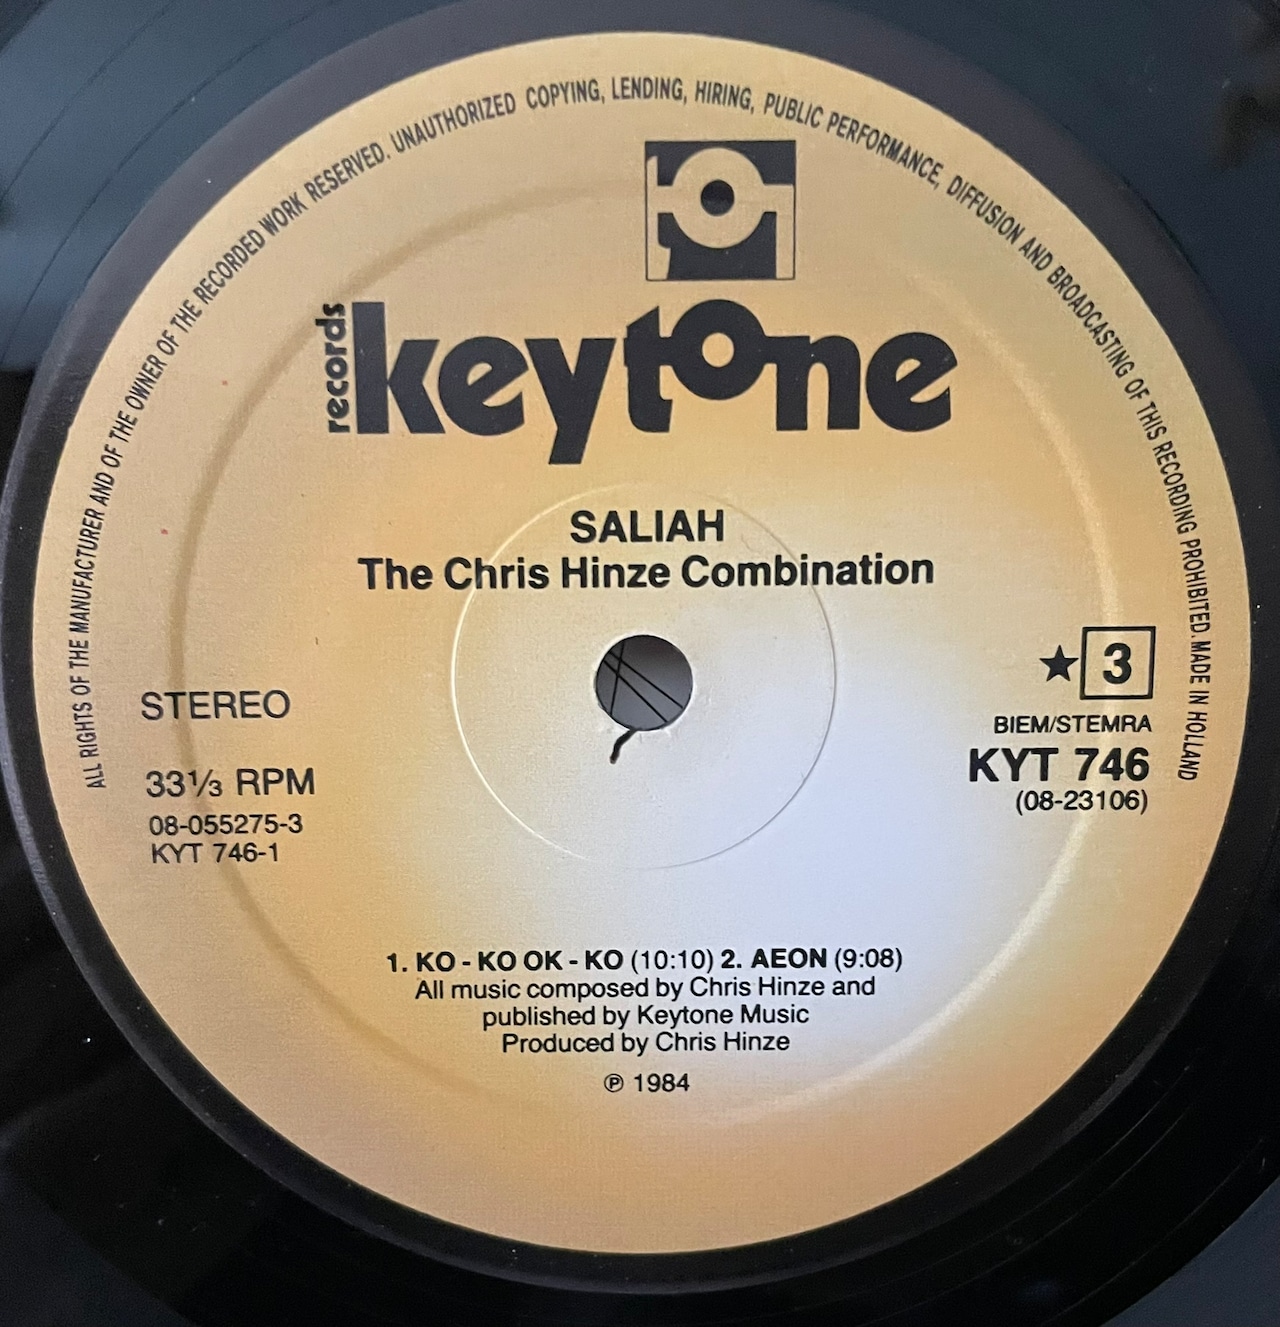 ALL RIGHTS OF THE MANUFACTURER AND OF THE OWNER OF THE RECORDED WORK RESERVED. UNAUTHORIZED COPYING, LENDING, HIRING, PUBLIC PERFORMANCE, DIFFUSION AND BROADCASTING OF THIS RECORDING PROHIBITED. MADE IN HOLLAND
records
keytone
SALIAH
The Chris Hinze Combination
STEREO
33⅓ RPM
08-055275-3
KYT 746-1
★ 3
BIEM/STEMRA
KYT 746
(08-23106)
1. KO - KO OK - KO (10:10) 2. AEON (9:08)
All music composed by Chris Hinze and
published by Keytone Music
Produced by Chris Hinze
℗ 1984